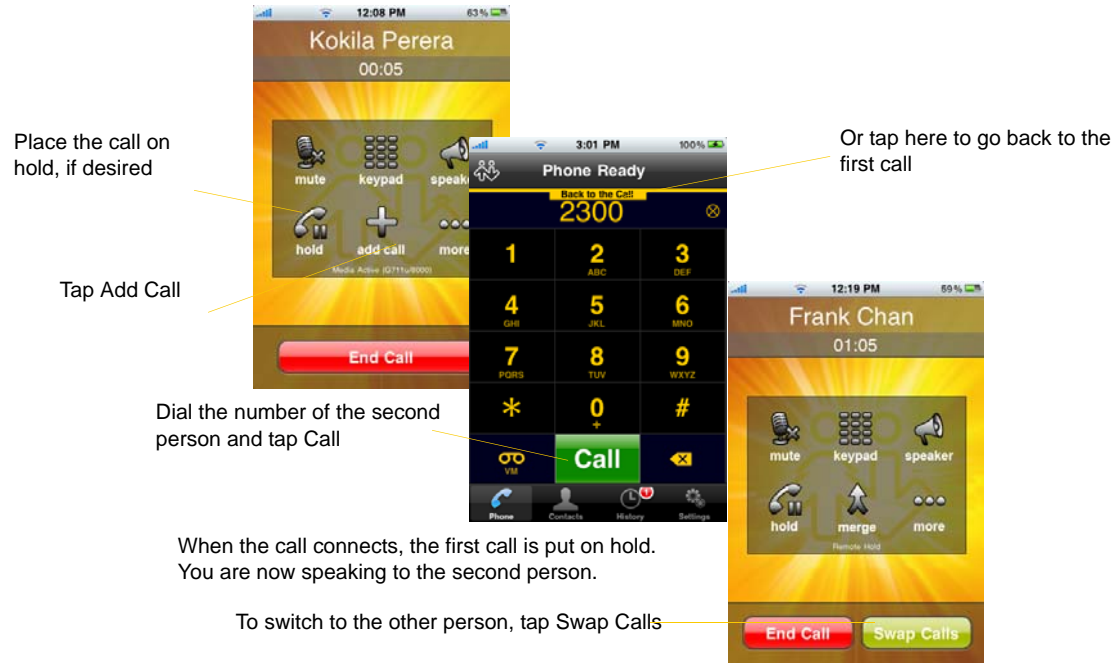 12:08 PM
63%
Kokila Perera
00:05
Place the call on
hold, if desired
mute
keypad
hold
add call
more
Media Active (G711u/8000)
Tap Add Call
End Call
3:01 PM
100%
Phone Ready
Back to the Call
2300
Or tap here to go back to the
first call
1
2
3
ABC
DEF
4
5
6
GHI
JKL
MNO
7
8
9
PQRS
TUV
WXYZ
*
0
#
+
VM
Call
Phone
Contacts
History
Settings
Dial the number of the second
person and tap Call
12:19 PM
59%
Frank Chan
01:05
mute
keypad
speaker
hold
merge
more
Remote Hold
When the call connects, the first call is put on hold.
You are now speaking to the second person.
To switch to the other person, tap Swap Calls
End Call
Swap Calls